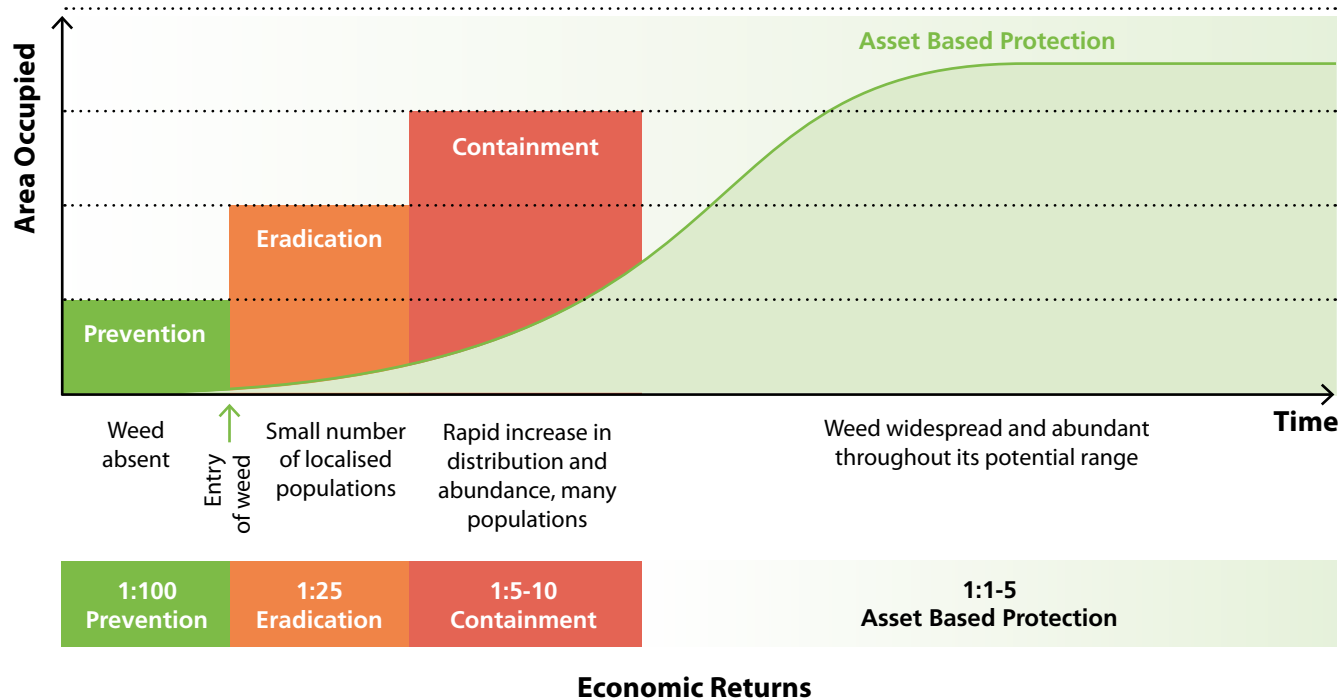 Asset Based Protection
Area Occupied
Containment
Eradication
Prevention
Time
Weed
absent
Entry
of weed
Small number
of localised
populations
Rapid increase in
distribution and
abundance, many
populations
Weed widespread and abundant
throughout its potential range
1:100
Prevention
1:25
Eradication
1:5-10
Containment
1:1-5
Asset Based Protection
Economic Returns